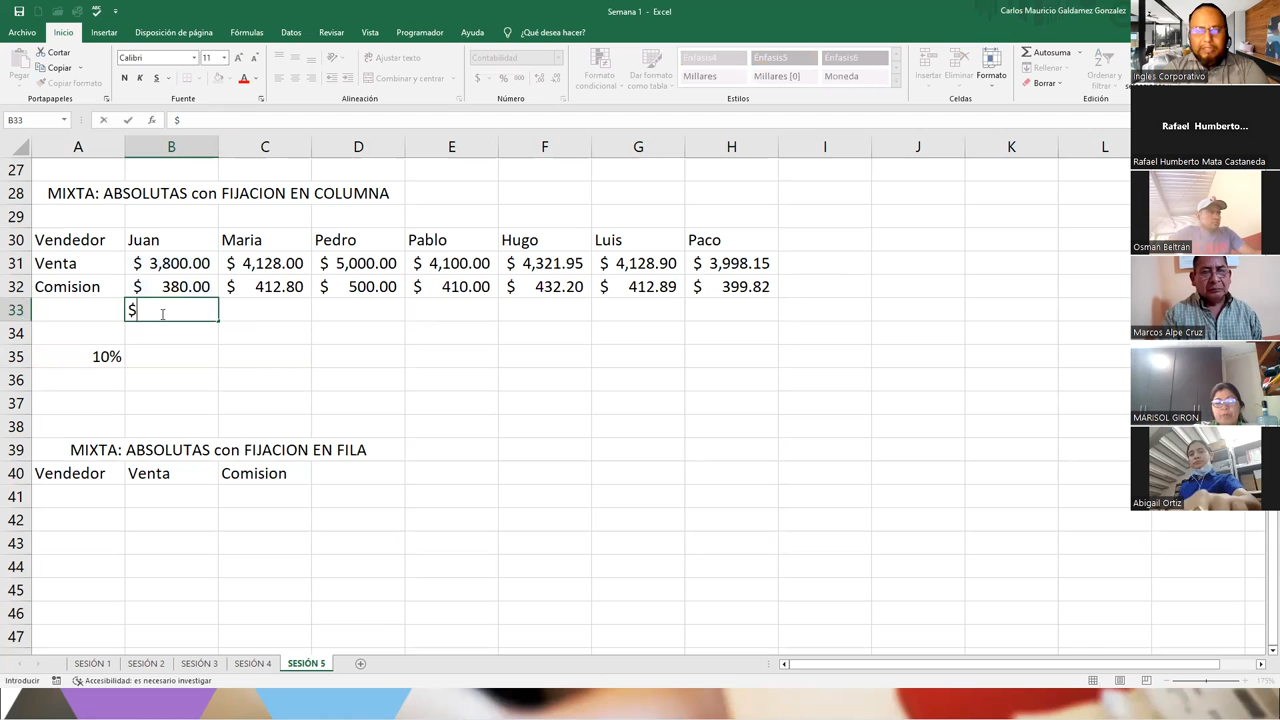 Semana 1 - Excel
Carlos Mauricio Galdamez Gonzalez
Archivo Inicio Insertar Disposición de página Fórmulas Datos Revisar Vista Programador Ayuda ¿Qué desea hacer?
Pegar
Cortar
Copiar
Portapapeles
Calibri 11
N K S
Fuente
Ajustar texto
Combinar y centrar
Alineación
Contabilidad
Número
Formato condicional
Dar formato como tabla
Énfasis4 Énfasis5 Énfasis6
Millares Millares [0] Moneda
Estilos
Insertar Eliminar Formato
Celdas
Autosuma
Rellenar
Borrar
Ordenar y
Edición
B33 fx $
A B C D E F G H I J K L
27
28 MIXTA: ABSOLUTAS con FIJACION EN COLUMNA
29
30 Vendedor Juan Maria Pedro Pablo Hugo Luis Paco
31 Venta $ 3,800.00 $ 4,128.00 $ 5,000.00 $ 4,100.00 $ 4,321.95 $ 4,128.90 $ 3,998.15
32 Comision $ 380.00 $ 412.80 $ 500.00 $ 410.00 $ 432.20 $ 412.89 $ 399.82
33 $
34
35 10%
36
37
38
39 MIXTA: ABSOLUTAS con FIJACION EN FILA
40 Vendedor Venta Comision
41
42
43
44
45
46
47
SESIÓN 1 SESIÓN 2 SESIÓN 3 SESIÓN 4 SESIÓN 5
Introducir Accesibilidad: es necesario investigar 175%
Ingles Corporativo
Rafael Humberto...
Rafael Humberto Mata Castaneda
Osman Beltrán
Marcos Alpe Cruz
MARISOL GIRON
Abigail Ortiz